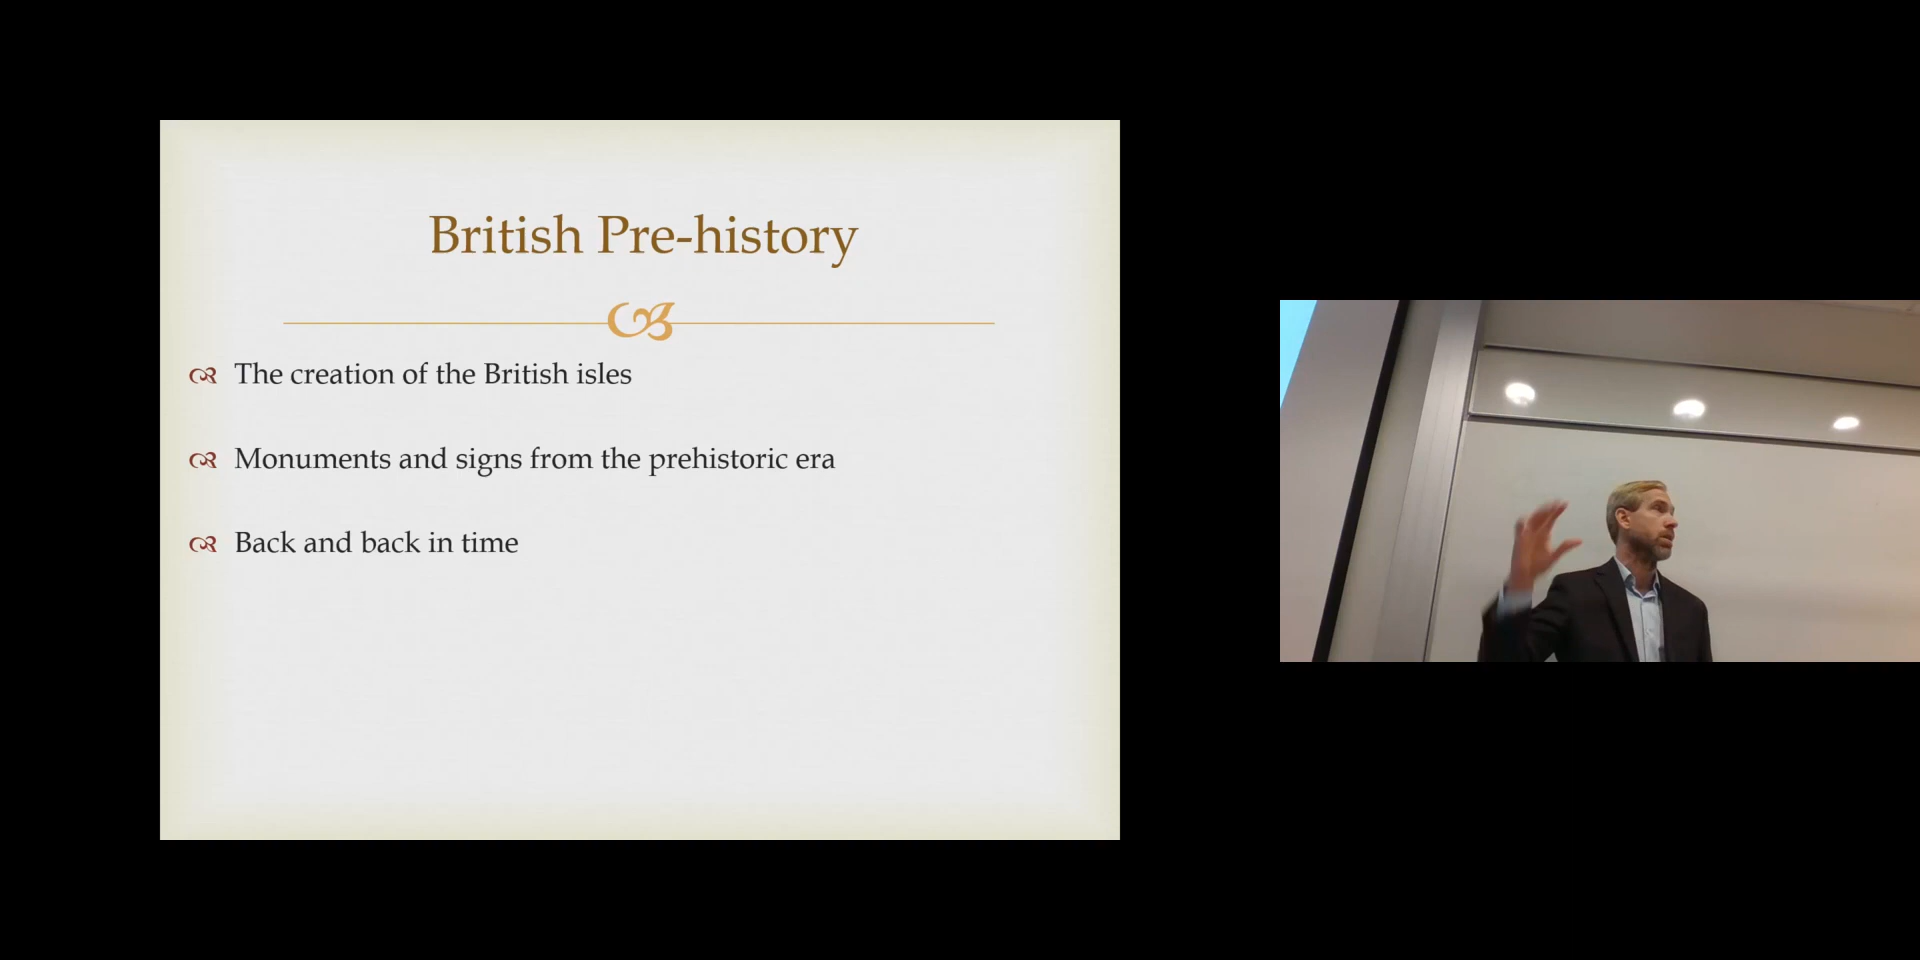 British Pre-history
The creation of the British isles
Monuments and signs from the prehistoric era
Back and back in time